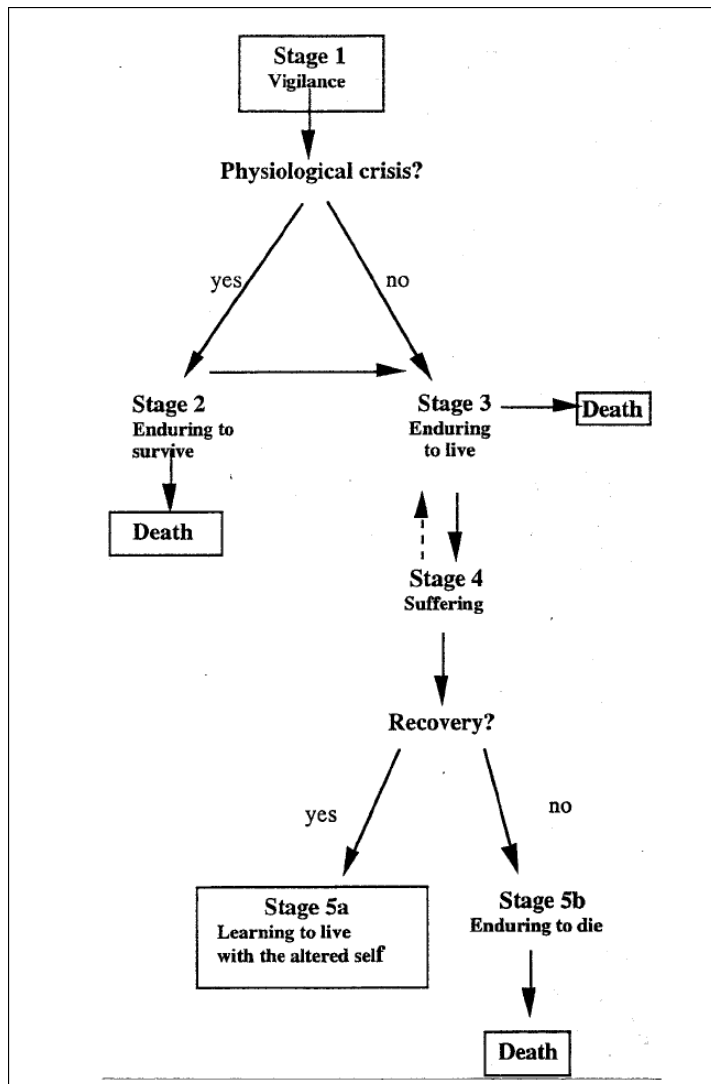 Stage 1
Vigilance
Physiological crisis?
yes
no
Stage 2
Enduring to
survive
Stage 3
Enduring
to live
Death
Death
Stage 4
Suffering
Recovery?
yes
no
Stage 5a
Learning to live
with the altered self
Stage 5b
Enduring to die
Death